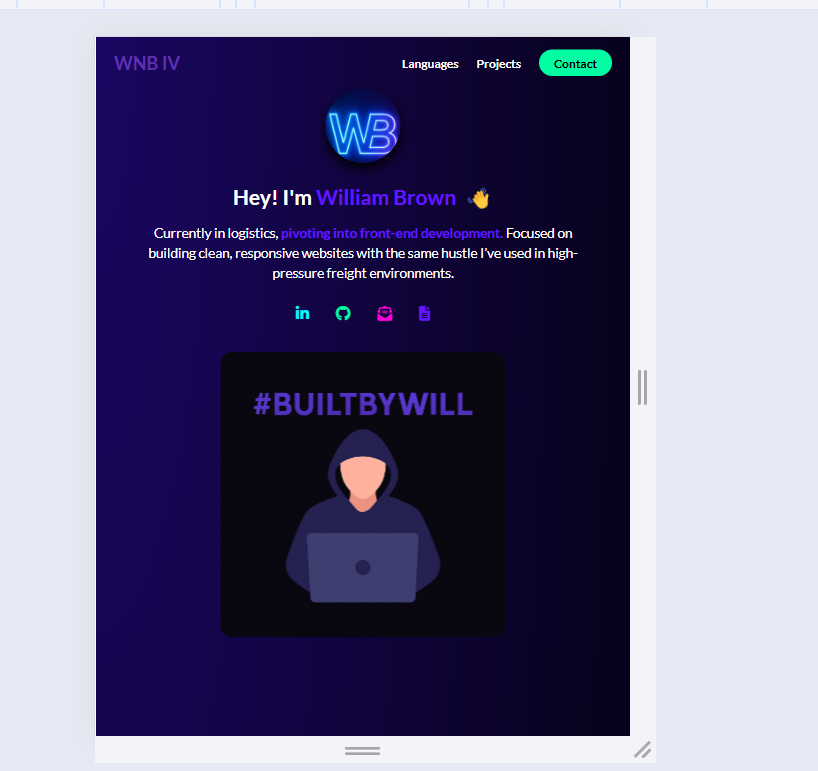 WNB IV
Languages Projects Contact
WB
Hey! I'm William Brown 👋
Currently in logistics, pivoting into front-end development. Focused on
building clean, responsive websites with the same hustle I’ve used in high-
pressure freight environments.
in
#BUILTBYWILL